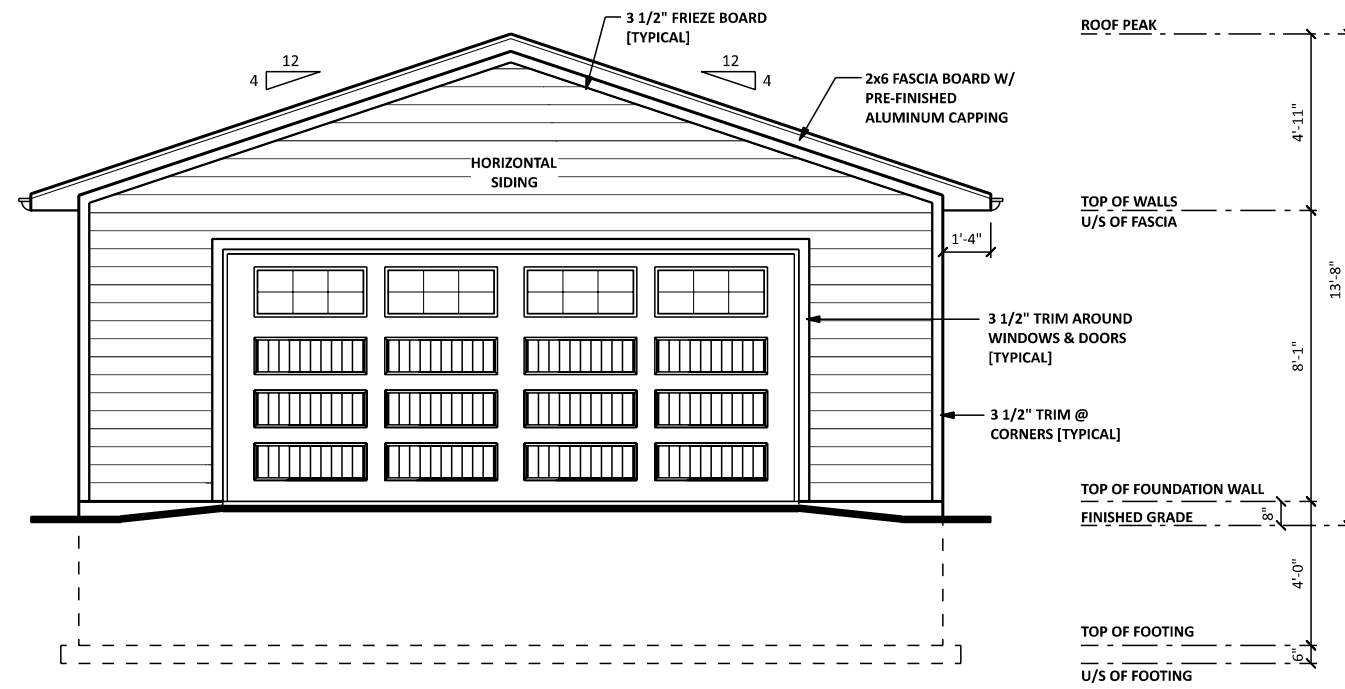 3 1/2" FRIEZE BOARD
[TYPICAL]
ROOF PEAK
12
4
12
4
2x6 FASCIA BOARD W/
PRE-FINISHED
ALUMINUM CAPPING
4'-11"
HORIZONTAL
SIDING
TOP OF WALLS
U/S OF FASCIA
1'-4"
13'-8"
3 1/2" TRIM AROUND
WINDOWS & DOORS
[TYPICAL]
8'-1"
3 1/2" TRIM @
CORNERS [TYPICAL]
TOP OF FOUNDATION WALL
FINISHED GRADE
8"
4'-0"
TOP OF FOOTING
6"
U/S OF FOOTING